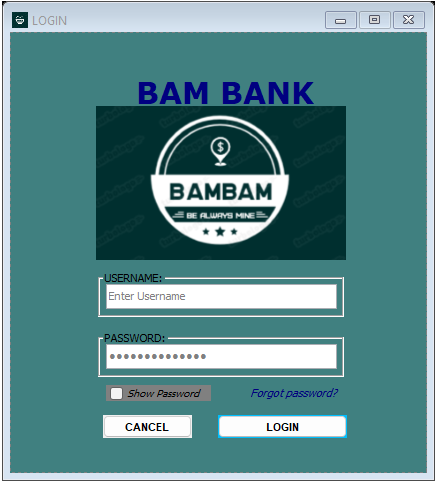 LOGIN
BAM BANK
$
BAMBAM
BE ALWAYS MINE
USERNAME:
Enter Username
PASSWORD:
••••••••••••••
Show Password
Forgot password?
CANCEL
LOGIN